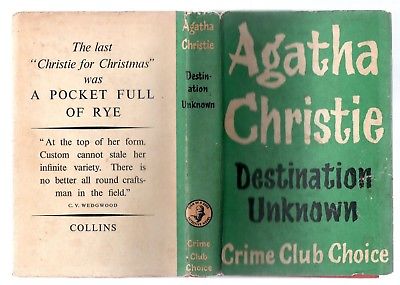 The last
"Christie for Christmas"
was
A POCKET FULL
OF RYE
"At the top of her form.
Custom cannot stale her
infinite variety. There is
no better all round crafts-
man in the field."
C. V. WEDGWOOD
COLLINS
Agatha
Christie
Destin-
ation
Unknown
Crime
Club
Choice
Agatha
Christie
Destination
Unknown
Crime Club Choice